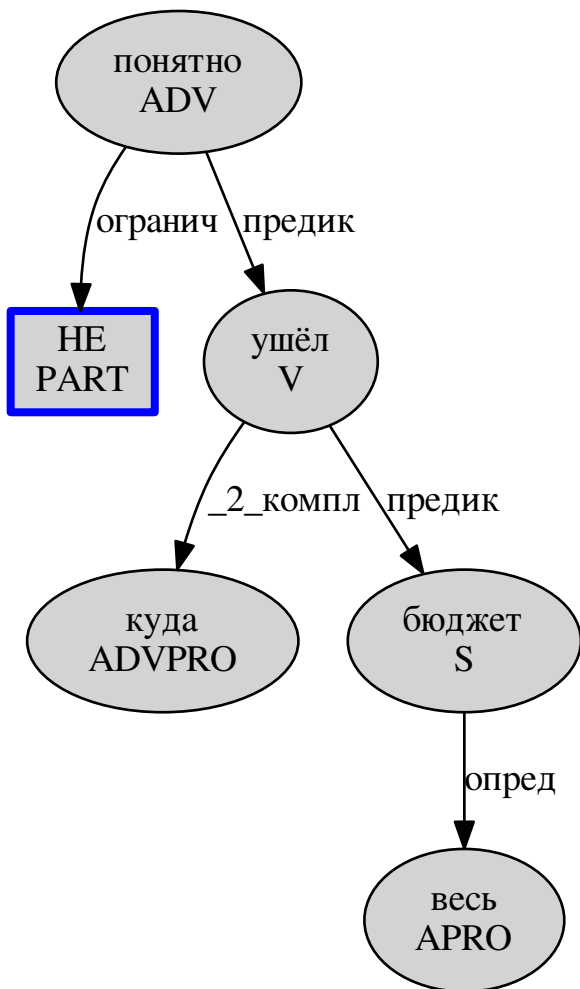 понятно
ADV
огранич
предик
НЕ
PART
ушёл
V
_2_компл
предик
куда
ADVPRO
бюджет
S
опред
весь
APRO